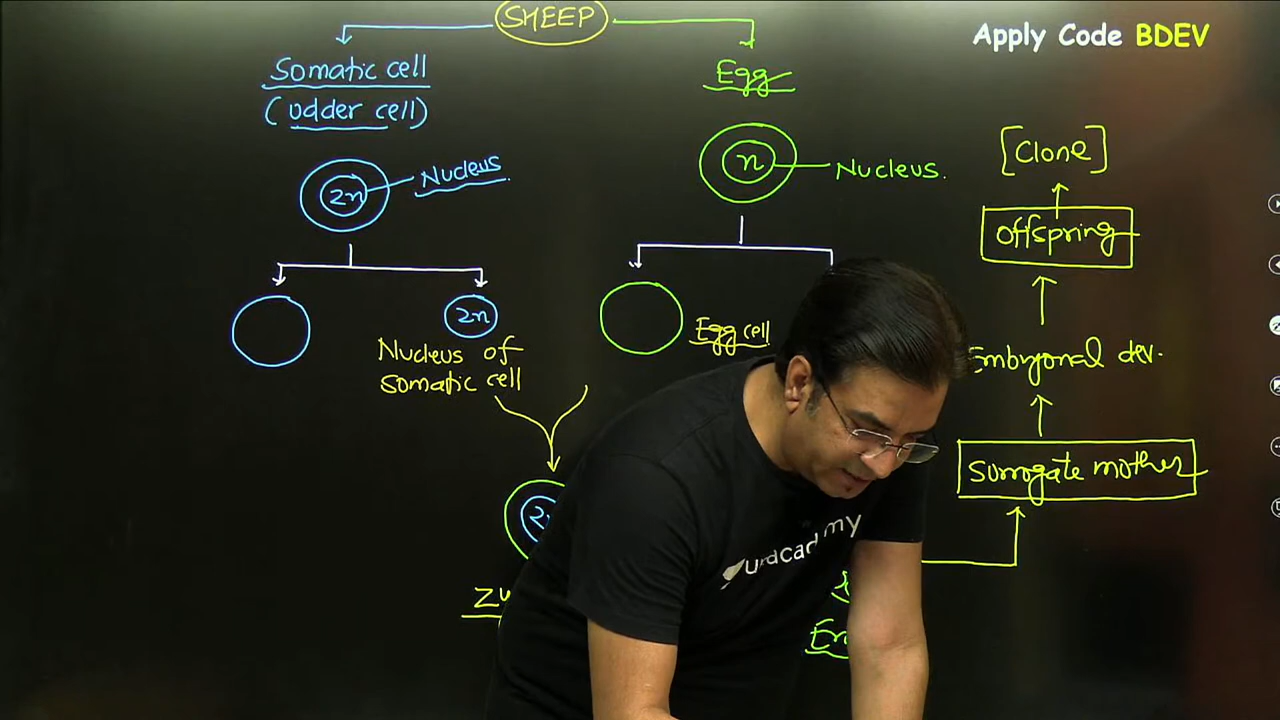 SHEEP
Apply Code BDEV
Somatic cell
(Udder cell)
Egg
[Clone]
n
Nucleus.
2n
Nucleus
Offspring
2n
Egg cell
Nucleus of
somatic cell
Embryonal dev.
Surrogate mother
2n